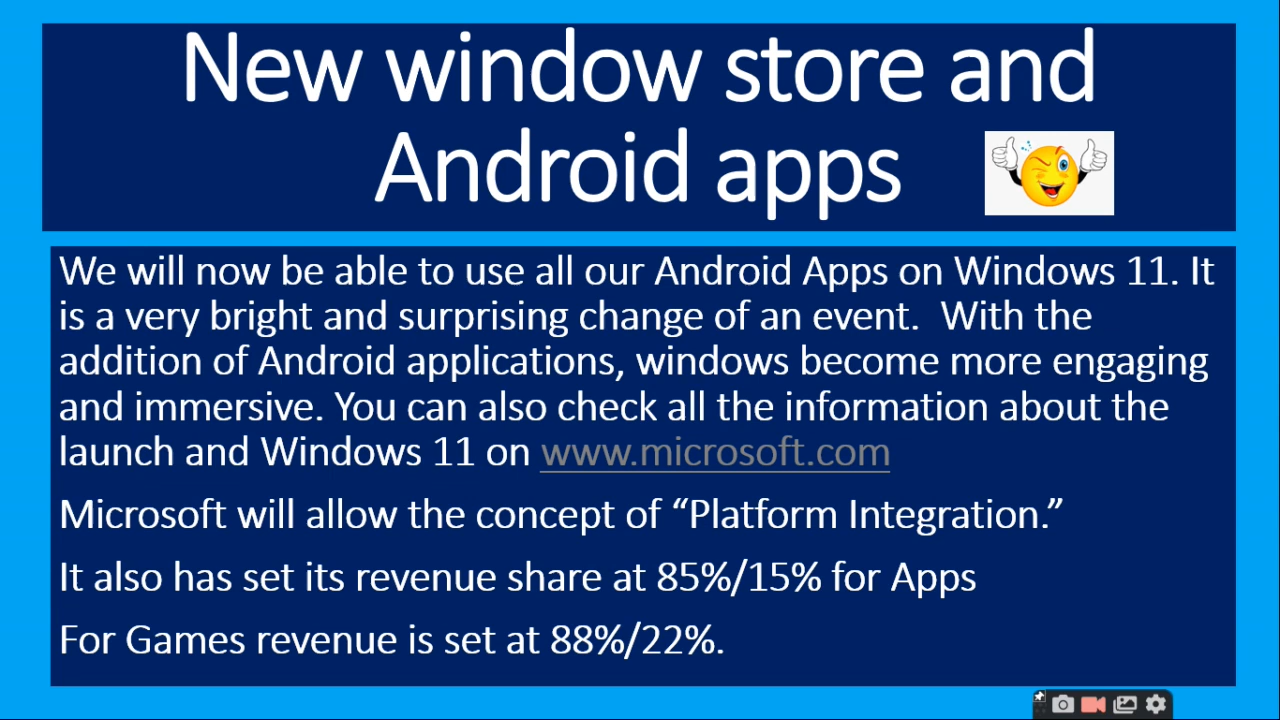 New window store and
Android apps
We will now be able to use all our Android Apps on Windows 11. It
is a very bright and surprising change of an event.  With the
addition of Android applications, windows become more engaging
and immersive. You can also check all the information about the
launch and Windows 11 on www.microsoft.com
Microsoft will allow the concept of “Platform Integration.”
It also has set its revenue share at 85%/15% for Apps
For Games revenue is set at 88%/22%.